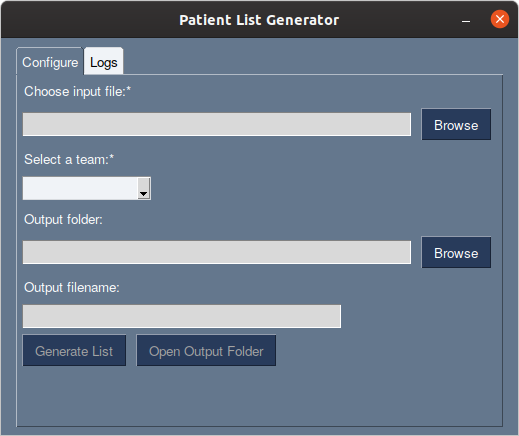 Patient List Generator
Configure Logs
Choose input file:*
Browse
Select a team:*
Output folder:
Browse
Output filename:
Generate List Open Output Folder